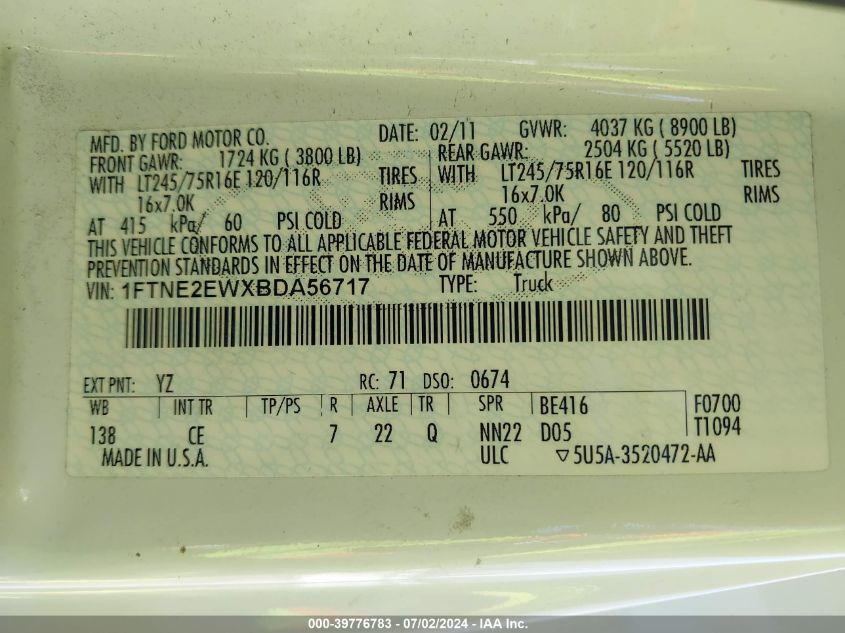 MFD. BY FORD MOTOR CO. DATE: 02/11 GVWR: 4037 KG ( 8900 LB)
FRONT GAWR: 1724 KG ( 3800 LB) REAR GAWR: 2504 KG ( 5520 LB)
WITH LT245/75R16E 120/116R TIRES WITH LT245/75R16E 120/116R TIRES
16x7.0K RIMS 16x7.0K RIMS
AT 415 kPa/ 60 PSI COLD AT 550 kPa/ 80 PSI COLD
THIS VEHICLE CONFORMS TO ALL APPLICABLE FEDERAL MOTOR VEHICLE SAFETY AND THEFT
PREVENTION STANDARDS IN EFFECT ON THE DATE OF MANUFACTURE SHOWN ABOVE.
VIN: 1FTNE2EWXBDA56717 TYPE: Truck
EXT PNT: YZ RC: 71 DSO: 0674
WB INT TR TP/PS R AXLE TR SPR BE416 F0700
138 CE 7 22 Q NN22 D05 T1094
MADE IN U.S.A. ULC ▽5U5A-3520472-AA
000-39776783 - 07/02/2024 - IAA Inc.